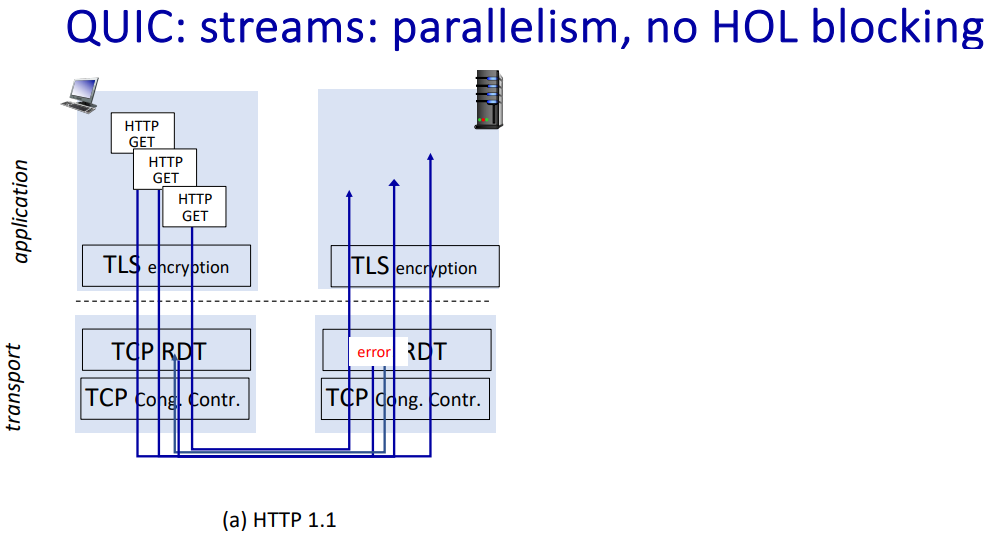 QUIC: streams: parallelism, no HOL blocking
application
HTTP
GET
HTTP
GET
HTTP
GET
TLS encryption
TLS encryption
transport
TCP RDT
error RDT
TCP Cong. Contr.
TCP Cong. Contr.
(a) HTTP 1.1